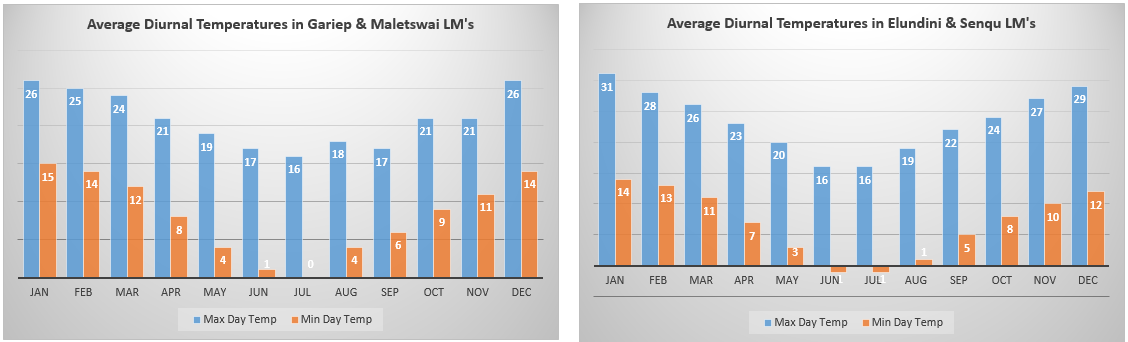 Average Diurnal Temperatures in Gariep & Maletswai LM's
26 25 24 21 19 17 16 18 17 21 21 26
15 14 12 8 4 1 0 4 6 9 11 14
JAN FEB MAR APR MAY JUN JUL AUG SEP OCT NOV DEC
Max Day Temp Min Day Temp
Average Diurnal Temperatures in Elundini & Senqu LM's
31 28 26 23 20 16 16 19 22 24 27 29
14 13 11 7 3 1 1 1 5 8 10 12
JAN FEB MAR APR MAY JUN JUL AUG SEP OCT NOV DEC
Max Day Temp Min Day Temp